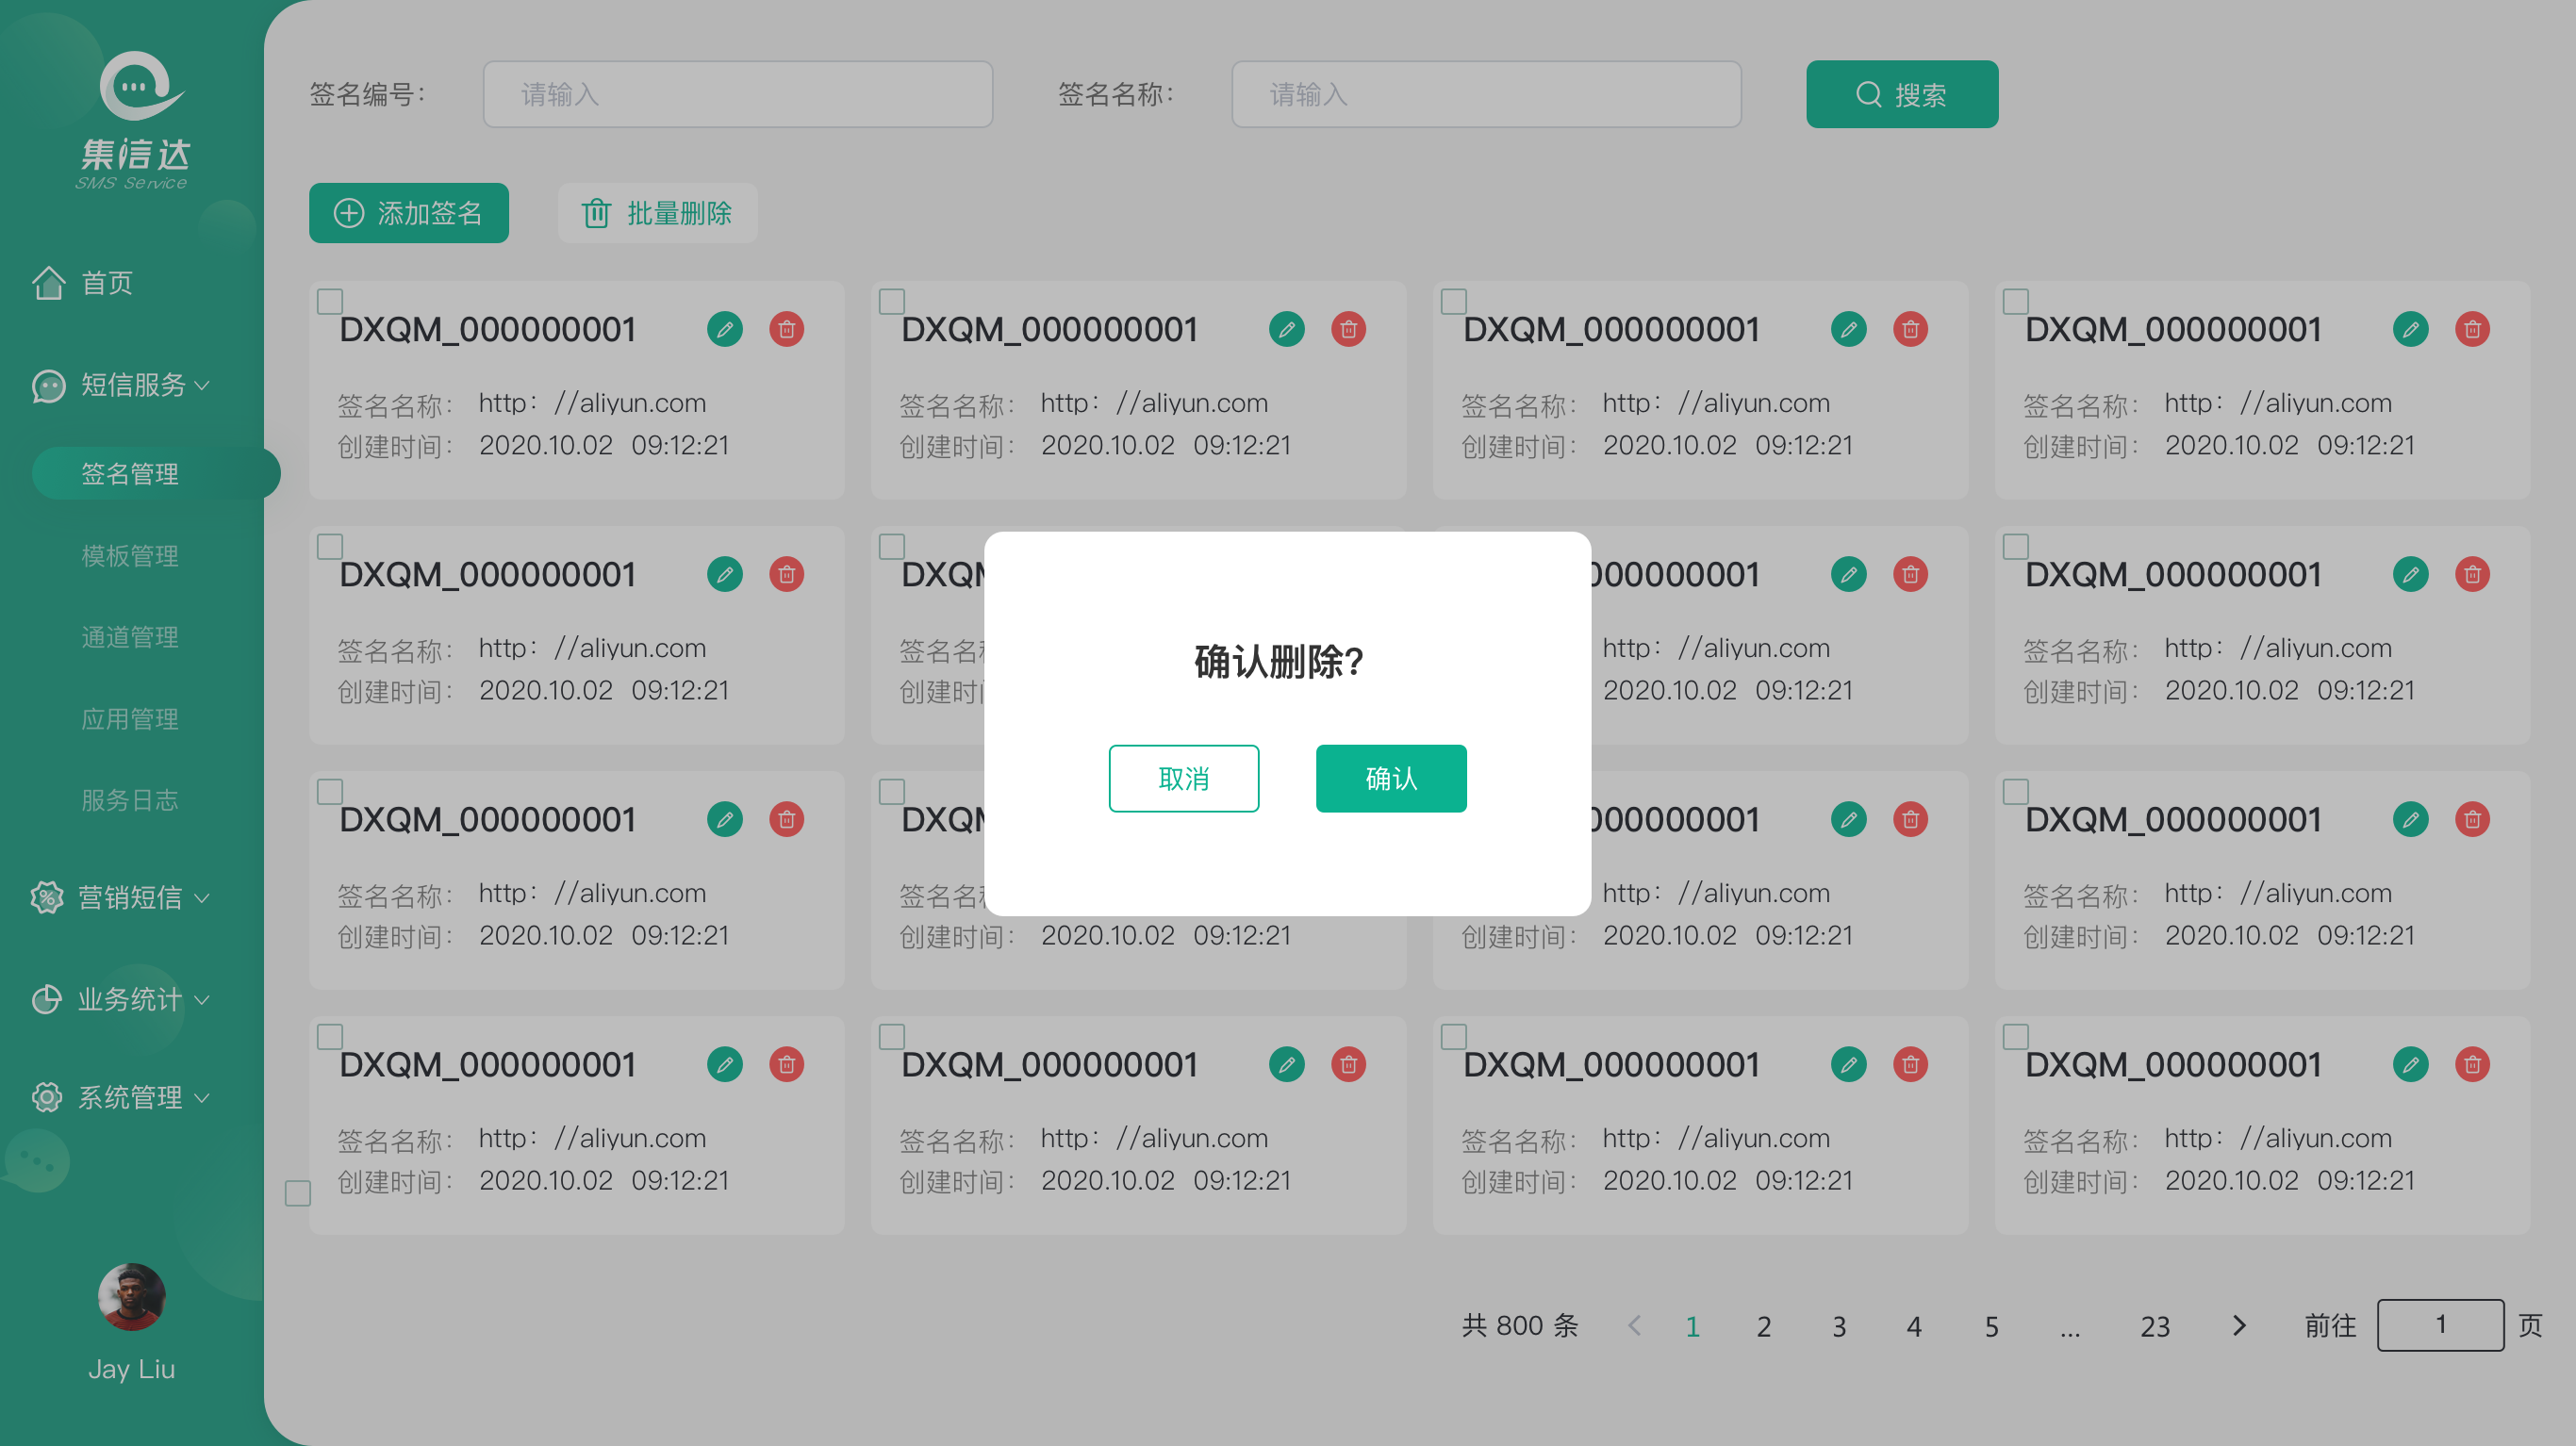 集信达
SMS Service
首页
短信服务
签名管理
模板管理
通道管理
应用管理
服务日志
营销短信
业务统计
系统管理
Jay Liu
签名编号： 请输入 签名名称： 请输入 搜索
添加签名 批量删除
DXQM_000000001 DXQM_000000001 DXQM_000000001 DXQM_000000001
签名名称： http：//aliyun.com 签名名称： http：//aliyun.com 签名名称： http：//aliyun.com 签名名称： http：//aliyun.com
创建时间： 2020.10.02 09:12:21 创建时间： 2020.10.02 09:12:21 创建时间： 2020.10.02 09:12:21 创建时间： 2020.10.02 09:12:21
DXQM_000000001 DXQ 000000001 DXQM_000000001
签名名称： http：//aliyun.com 签名名 http：//aliyun.com 签名名称： http：//aliyun.com
创建时间： 2020.10.02 09:12:21 创建时 2020.10.02 09:12:21 创建时间： 2020.10.02 09:12:21
确认删除?
取消 确认
DXQM_000000001 DXQ 000000001 DXQM_000000001
签名名称： http：//aliyun.com 签名名 http：//aliyun.com 签名名称： http：//aliyun.com
创建时间： 2020.10.02 09:12:21 创建时间： 2020.10.02 09:12:21 创建时间： 2020.10.02 09:12:21 创建时间： 2020.10.02 09:12:21
DXQM_000000001 DXQM_000000001 DXQM_000000001 DXQM_000000001
签名名称： http：//aliyun.com 签名名称： http：//aliyun.com 签名名称： http：//aliyun.com 签名名称： http：//aliyun.com
创建时间： 2020.10.02 09:12:21 创建时间： 2020.10.02 09:12:21 创建时间： 2020.10.02 09:12:21 创建时间： 2020.10.02 09:12:21
共 800 条 1 2 3 4 5 ... 23 前往 1 页